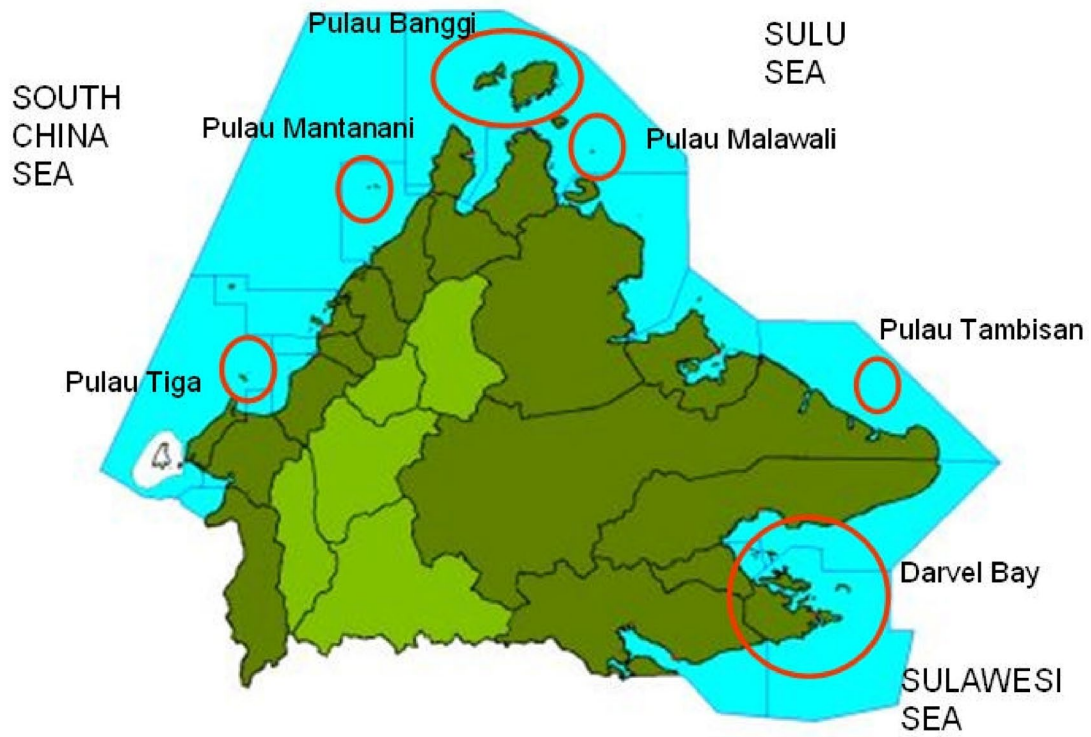 Pulau Banggi
SULU
SEA
SOUTH
CHINA
SEA
Pulau Mantanani
Pulau Malawali
Pulau Tambisan
Pulau Tiga
Darvel Bay
SULAWESI
SEA